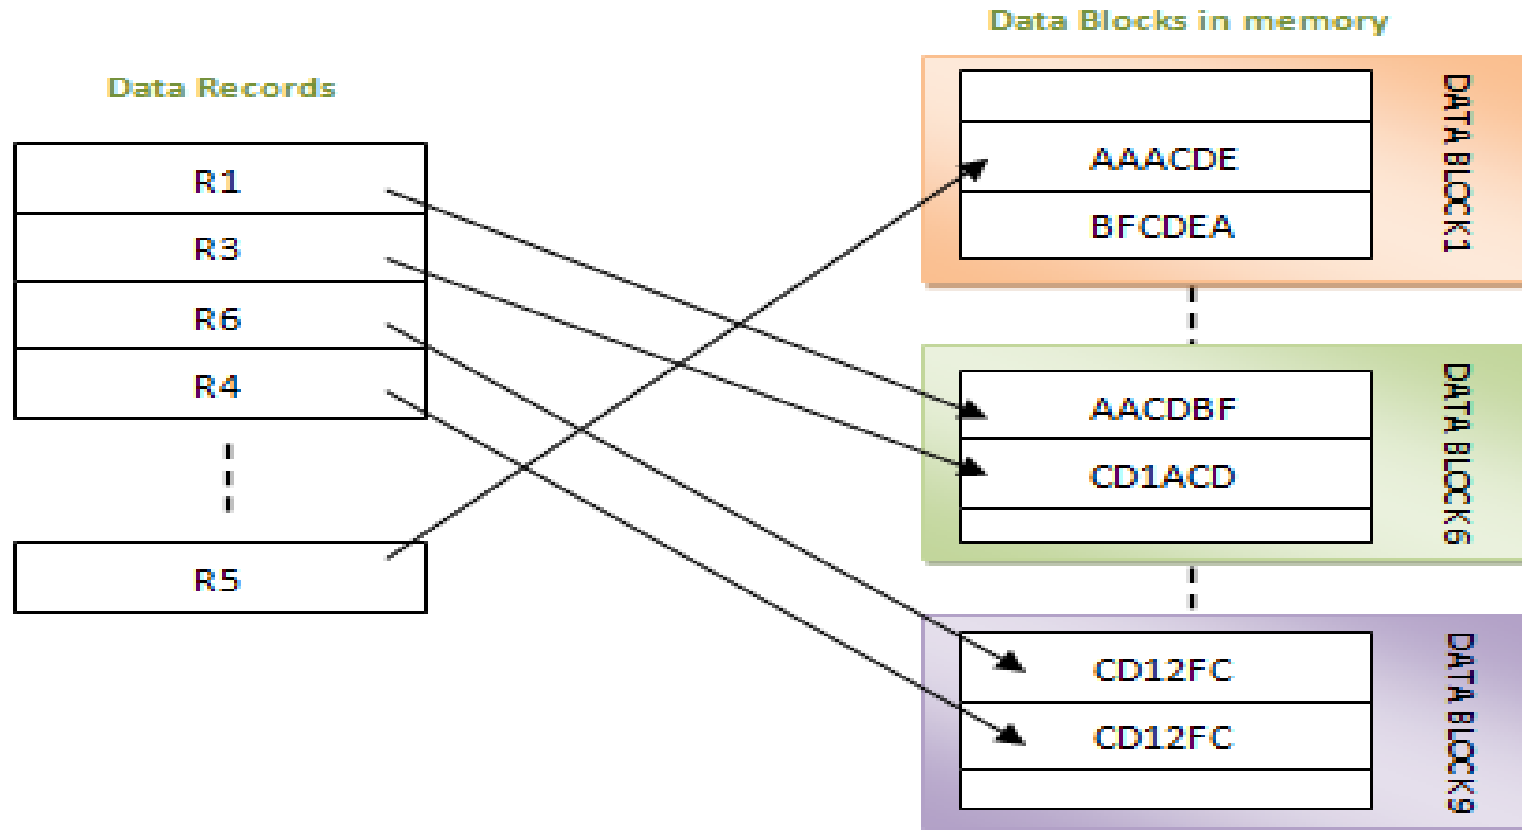 Data Records
R1
R3
R6
R4
R5
Data Blocks in memory
AAACDE
BFCDEA
DATA BLOCK1
AACDBF
CD1ACD
DATA BLOCK6
CD12FC
CD12FC
DATA BLOCK9